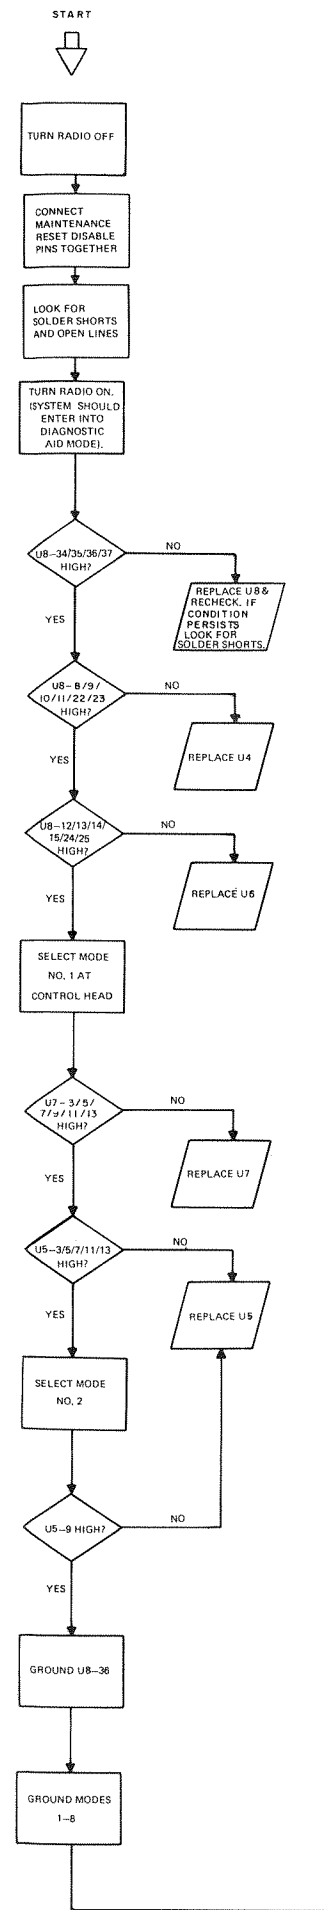 START
TURN RADIO OFF
CONNECT
MAINTENANCE
RESET DISABLE
PINS TOGETHER
LOOK FOR
SOLDER SHORTS
AND OPEN LINES
TURN RADIO ON.
(SYSTEM SHOULD
ENTER INTO
DIAGNOSTIC
AID MODE).
U8-34/35/36/37
HIGH?
NO
REPLACE U8 &
RECHECK. IF
CONDITION
PERSISTS
LOOK FOR
SOLDER SHORTS.
YES
U8-8/9/
10/11/22/23
HIGH?
NO
REPLACE U4
YES
U8-12/13/14/
15/24/25
HIGH?
NO
REPLACE U6
YES
SELECT MODE
NO. 1 AT
CONTROL HEAD
U7-3/5/
7/9/11/13
HIGH?
NO
REPLACE U7
YES
U5-3/5/7/11/13
HIGH?
NO
REPLACE U5
YES
SELECT MODE
NO. 2
U5-9 HIGH?
NO
YES
GROUND U8-36
GROUND MODES
1-8